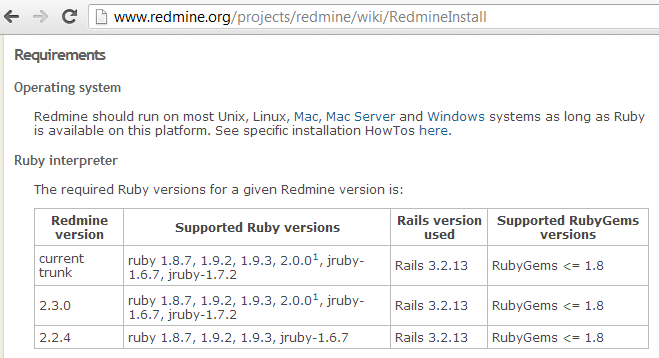 www.redmine.org/projects/redmine/wiki/RedmineInstall
Requirements
Operating system
Redmine should run on most Unix, Linux, Mac, Mac Server and Windows systems as long as Ruby
is available on this platform. See specific installation HowTos here.
Ruby interpreter
The required Ruby versions for a given Redmine version is:
Redmine version Supported Ruby versions Rails version used Supported RubyGems versions
current trunk ruby 1.8.7, 1.9.2, 1.9.3, 2.0.0¹, jruby-1.6.7, jruby-1.7.2 Rails 3.2.13 RubyGems <= 1.8
2.3.0 ruby 1.8.7, 1.9.2, 1.9.3, 2.0.0¹, jruby-1.6.7, jruby-1.7.2 Rails 3.2.13 RubyGems <= 1.8
2.2.4 ruby 1.8.7, 1.9.2, 1.9.3, jruby-1.6.7 Rails 3.2.13 RubyGems <= 1.8